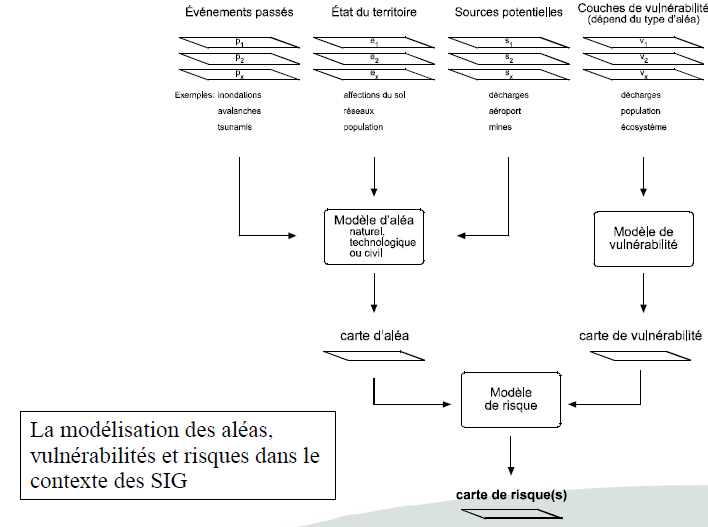 Événements passés
État du territoire
Sources potentielles
Couches de vulnérabilité
(dépend du type d'aléa)
p1
e1
s1
v1
p2
e2
s2
v2
px
ex
sx
vx
Exemples: inondations
affections du sol
décharges
décharges
avalanches
réseaux
aéroport
population
tsunamis
population
mines
écosystème
Modèle d'aléa
naturel,
technologique
ou civil
Modèle de
vulnérabilité
carte d'aléa
carte de vulnérabilité
Modèle
de risque
La modélisation des aléas,
vulnérabilités et risques dans le
contexte des SIG
carte de risque(s)